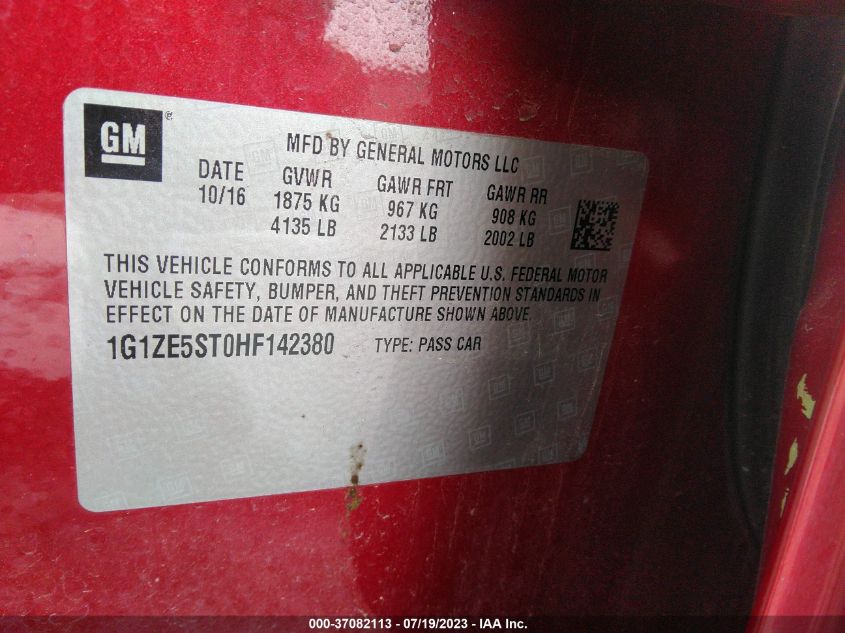 GM
MFD BY GENERAL MOTORS LLC
DATE GVWR GAWR FRT GAWR RR
10/16 1875 KG 967 KG 908 KG
4135 LB 2133 LB 2002 LB
THIS VEHICLE CONFORMS TO ALL APPLICABLE U.S. FEDERAL MOTOR
VEHICLE SAFETY, BUMPER, AND THEFT PREVENTION STANDARDS IN
EFFECT ON THE DATE OF MANUFACTURE SHOWN ABOVE.
1G1ZE5ST0HF142380 TYPE: PASS CAR
000-37082113 - 07/19/2023 - IAA Inc.